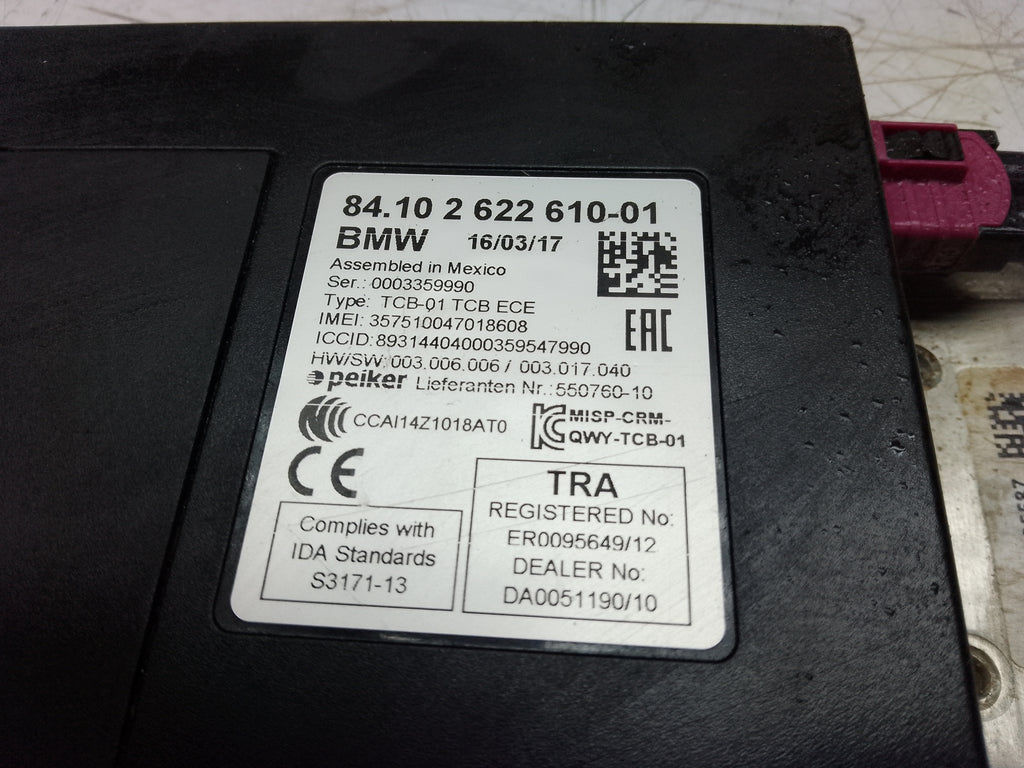 84.10 2 622 610-01
BMW 16/03/17
Assembled in Mexico
Ser.: 0003359990
Type: TCB-01 TCB ECE
IMEI: 357510047018608
EAC
ICCID:89314404000359547990
HW/SW: 003.006.006 / 003.017.040
peiker Lieferanten Nr.: 550760-10
CCAI14Z1018AT0
MISP-CRM-
QWY-TCB-01
CE
Complies with
IDA Standards
S3171-13
TRA
REGISTERED No:
ER0095649/12
DEALER No:
DA0051190/10